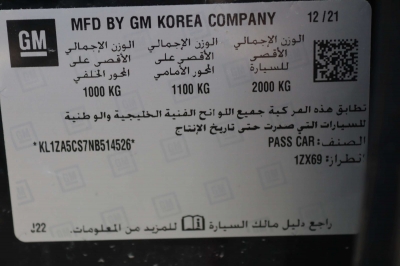 GM
MFD BY GM KOREA COMPANY 12/21
الوزن الإجمالي الوزن الإجمالي الوزن الإجمالي
الأقصى الأقصى على الأقصى على
للسيارة المحور الأمامي المحور الخلفي
1000 KG 1100 KG 2000 KG
تطابق هذه المركبة جميع اللوائح الفنية الخليجية والوطنية
للسيارات التي صدرت حتى تاريخ الإنتاج
*KL1ZA5CS7NB514526* PASS CAR :الصنف
1ZX69 :الطراز
J22 راجع دليل مالك السيارة للمزيد من المعلومات.